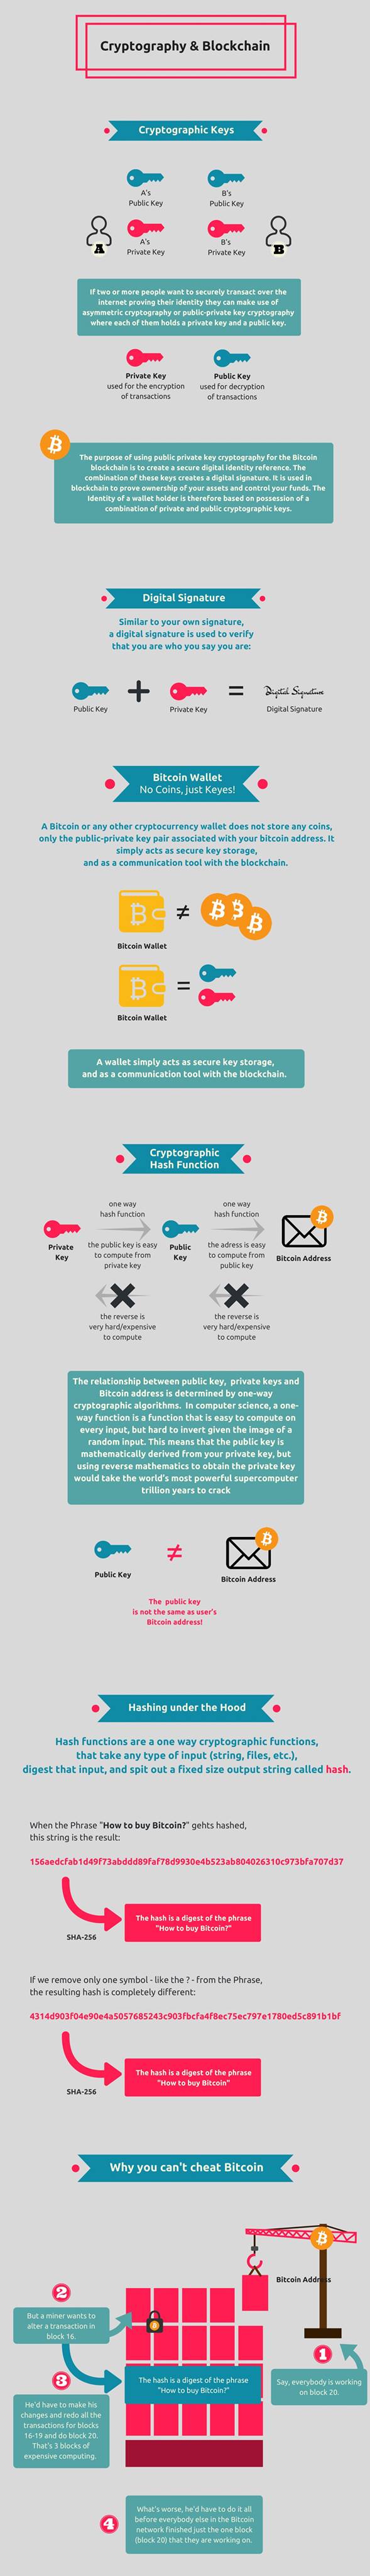 Cryptography & Blockchain
Cryptographic Keys
A's
Public Key
B's
Public Key
A
A's
Private Key
B's
Private Key
B
If two or more people want to securely transact over the
internet proving their identity they can make use of
asymmetric cryptography or public-private key cryptography
where each of them holds a private key and a public key.
Private Key
used for the encryption
of transactions
Public Key
used for decryption
of transactions
The purpose of using public private key cryptography for the Bitcoin
blockchain is to create a secure digital identity reference. The
combination of these keys creates a digital signature. It is used in
blockchain to prove ownership of your assets and control your funds. The
Identity of a wallet holder is therefore based on possession of a
combination of private and public cryptographic keys.
Digital Signature
Similar to your own signature,
a digital signature is used to verify
that you are who you say you are:
Public Key
+
Private Key
=
Digital Signature
Digital Signature
Bitcoin Wallet
No Coins, just Keyes!
A Bitcoin or any other cryptocurrency wallet does not store any coins,
only the public-private key pair associated with your bitcoin address. It
simply acts as secure key storage,
and as a communication tool with the blockchain.
≠
Bitcoin Wallet
=
Bitcoin Wallet
A wallet simply acts as secure key storage,
and as a communication tool with the blockchain.
Cryptographic
Hash Function
one way
hash function
one way
hash function
Private
Key
the public key is easy
to compute from
private key
Public
Key
the adress is easy
to compute from
public key
Bitcoin Address
the reverse is
very hard/expensive
to compute
the reverse is
very hard/expensive
to compute
The relationship between public key, private keys and
Bitcoin address is determined by one-way
cryptographic algorithms. In computer science, a one-
way function is a function that is easy to compute on
every input, but hard to invert given the image of a
random input. This means that the public key is
mathematically derived from your private key, but
using reverse mathematics to obtain the private key
would take the world's most powerful supercomputer
trillion years to crack
≠
Public Key
Bitcoin Address
The public key
is not the same as user's
Bitcoin address!
Hashing under the Hood
Hash functions are a one way cryptographic functions,
that take any type of input (string, files, etc.),
digest that input, and spit out a fixed size output string called hash.
When the Phrase "How to buy Bitcoin?" gehts hashed,
this string is the result:
156aedcfab1d49f73abddd89faf78d9930e4b523ab804026310c973bfa707d37
The hash is a digest of the phrase
"How to buy Bitcoin?"
SHA-256
If we remove only one symbol - like the ? - from the Phrase,
the resulting hash is completely different:
4314d903f04e90e4a5057685243c903fbcfa4f8ec75ec797e1780ed5c891b1bf
The hash is a digest of the phrase
"How to buy Bitcoin"
SHA-256
Why you can't cheat Bitcoin
Bitcoin Address
2
But a miner wants to
alter a transaction in
block 16.
1
Say, everybody is working
on block 20.
3
He'd have to make his
changes and redo all the
transactions for blocks
16-19 and do block 20.
That's 3 blocks of
expensive computing.
The hash is a digest of the phrase
"How to buy Bitcoin?"
4
What's worse, he'd have to do it all
before everybody else in the Bitcoin
network finished just the one block
(block 20) that they are working on.